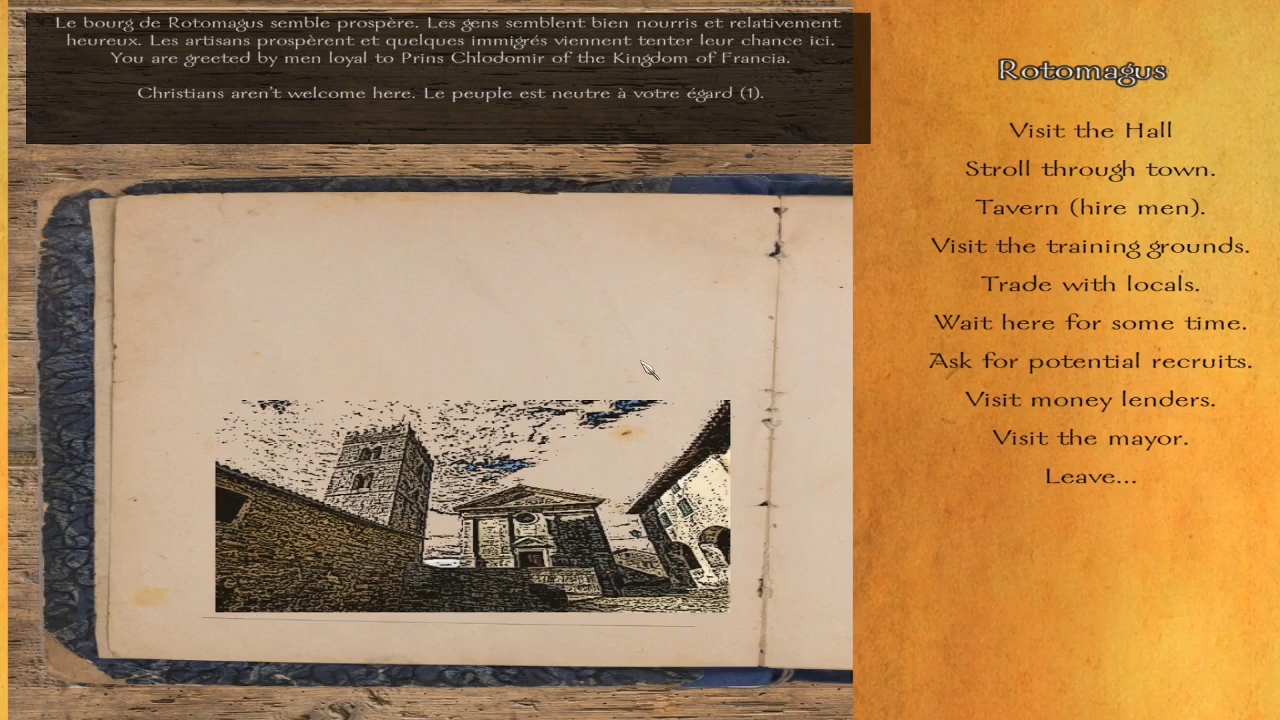 Le bourg de Rotomagus semble prospère. Les gens semblent bien nourris et relativement
heureux. Les artisans prospèrent et quelques immigrés viennent tenter leur chance ici.
You are greeted by men loyal to Prins Chlodomir of the Kingdom of Francia.
Christians aren't welcome here. Le peuple est neutre à votre égard (1).
Rotomagus
Visit the Hall
Stroll through town.
Tavern (hire men).
Visit the training grounds.
Trade with locals.
Wait here for some time.
Ask for potential recruits.
Visit money lenders.
Visit the mayor.
Leave...